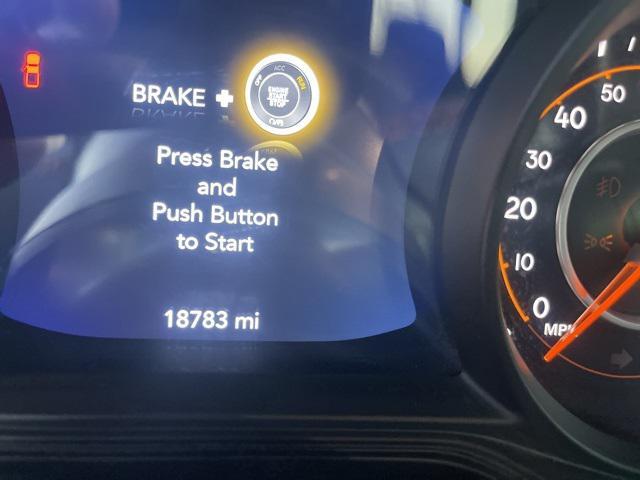 BRAKE +
OFF
ACC
RUN
ENGINE
START
STOP
Press Brake
and
Push Button
to Start
18783 mi
50
40
30
20
10
0